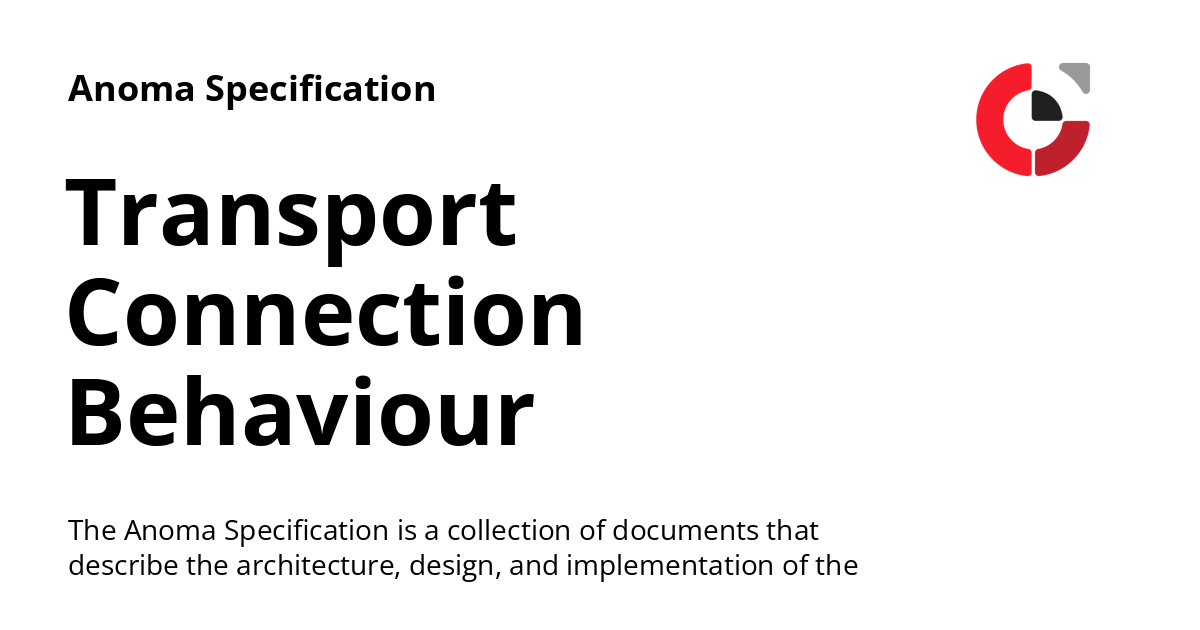 Anoma Specification
Transport
Connection
Behaviour
The Anoma Specification is a collection of documents that
describe the architecture, design, and implementation of the